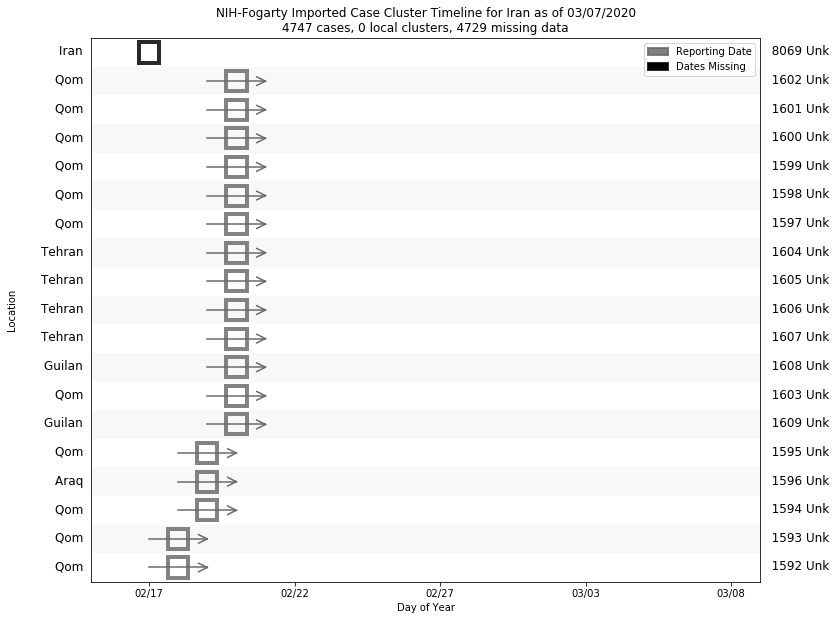 NIH-Fogarty Imported Case Cluster Timeline for Iran as of 03/07/2020
4747 cases, 0 local clusters, 4729 missing data
Reporting Date
Dates Missing
Iran 8069 Unk
Qom 1602 Unk
Qom 1601 Unk
Qom 1600 Unk
Qom 1599 Unk
Qom 1598 Unk
Qom 1597 Unk
Tehran 1604 Unk
Tehran 1605 Unk
Tehran 1606 Unk
Tehran 1607 Unk
Guilan 1608 Unk
Qom 1603 Unk
Guilan 1609 Unk
Qom 1595 Unk
Araq 1596 Unk
Qom 1594 Unk
Qom 1593 Unk
Qom 1592 Unk
Location
02/17 02/22 02/27 03/03 03/08
Day of Year